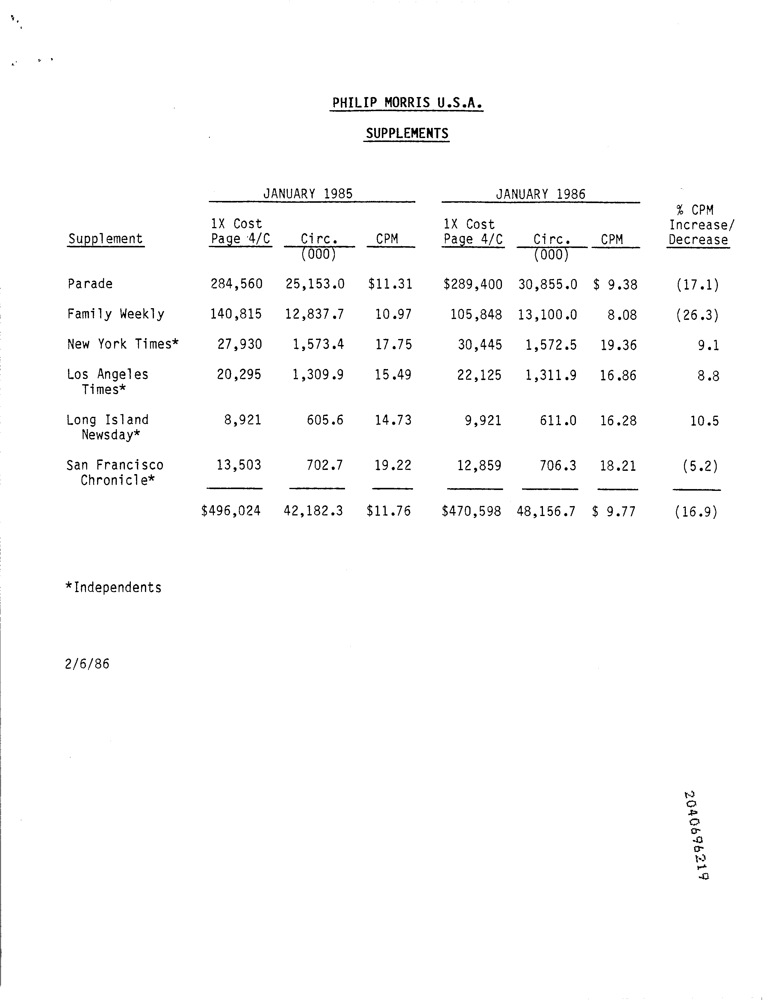 PHILIP MORRIS U.S.A.
SUPPLEMENTS
JANUARY 1985 JANUARY 1986
% CPM
1X Cost 1X Cost Increase/
Supplement Page 4/C Circ. CPM Page 4/C Circ. CPM Decrease
(000) (000)
Parade 284,560 25,153.0 $11.31 $289,400 30,855.0 $ 9.38 (17.1)
Family Weekly 140,815 12,837.7 10.97 105,848 13,100.0 8.08 (26.3)
New York Times* 27,930 1,573.4 17.75 30,445 1,572.5 19.36 9.1
Los Angeles 20,295 1,309.9 15.49 22,125 1,311.9 16.86 8.8
Times*
Long Island 8,921 605.6 14.73 9,921 611.0 16.28 10.5
Newsday*
San Francisco 13,503 702.7 19.22 12,859 706.3 18.21 (5.2)
Chronicle*
$496,024 42,182.3 $11.76 $470,598 48,156.7 $ 9.77 (16.9)
*Independents
2/6/86
2040696219